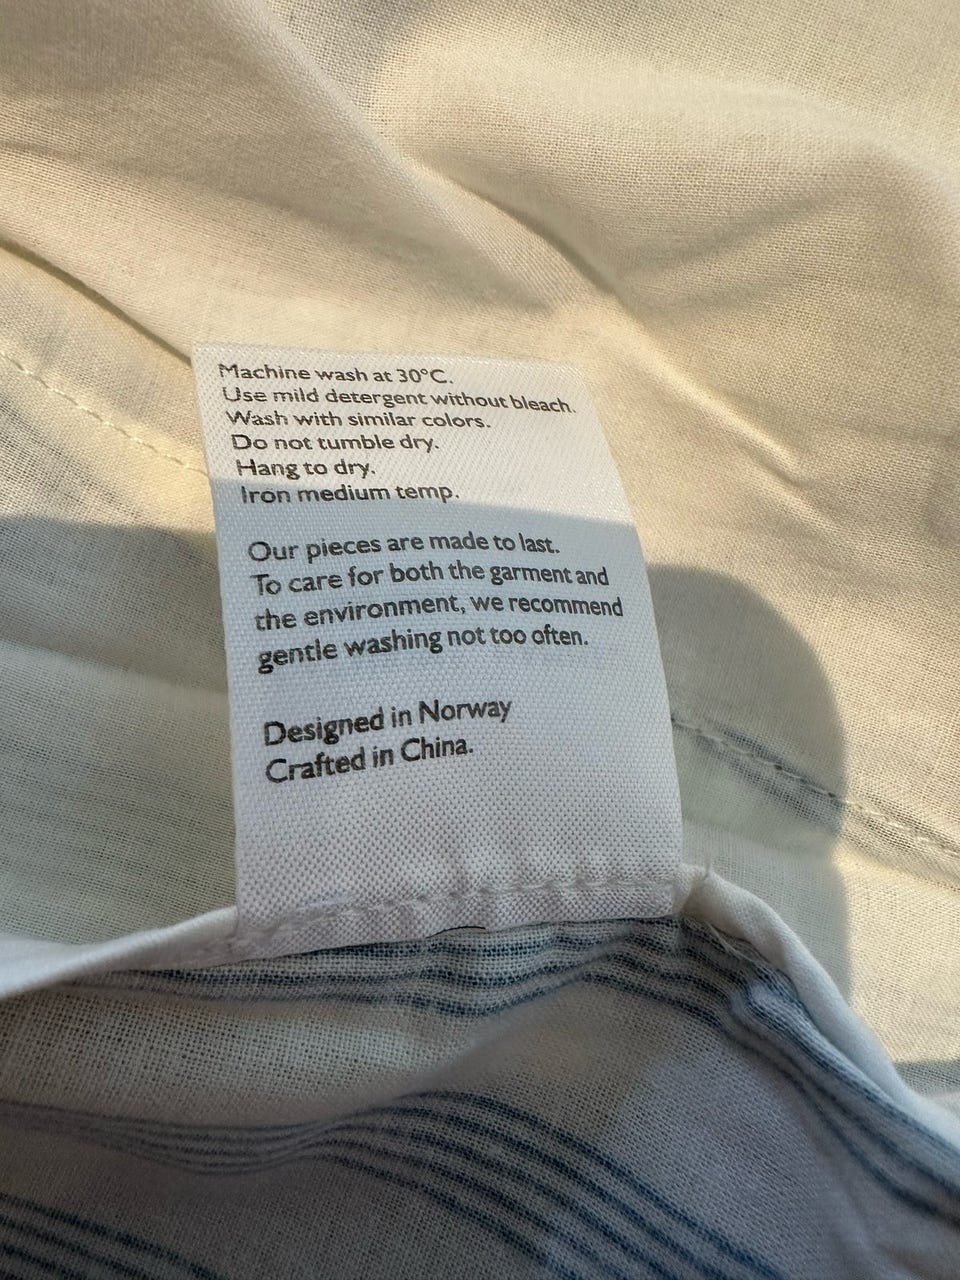 Machine wash at 30°C.
Use mild detergent without bleach.
Wash with similar colors.
Do not tumble dry.
Hang to dry.
Iron medium temp.
Our pieces are made to last.
To care for both the garment and
the environment, we recommend
gentle washing not too often.
Designed in Norway
Crafted in China.